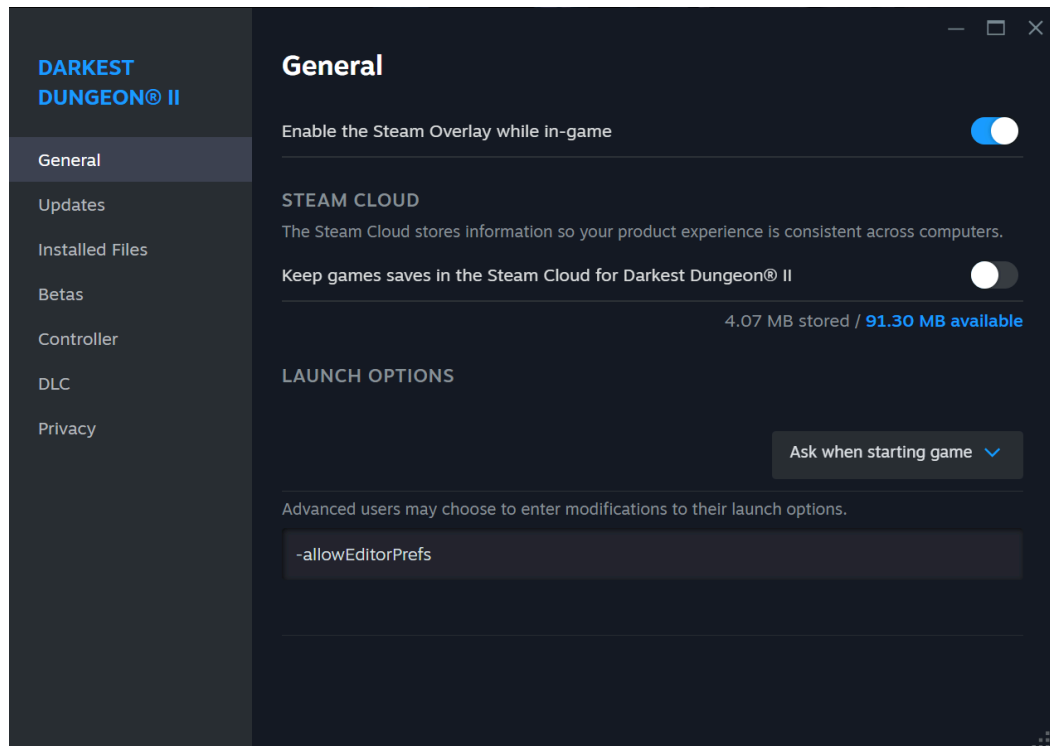 DARKEST
DUNGEON® II
General
Updates
Installed Files
Betas
Controller
DLC
Privacy
General
Enable the Steam Overlay while in-game
STEAM CLOUD
The Steam Cloud stores information so your product experience is consistent across computers.
Keep games saves in the Steam Cloud for Darkest Dungeon® II
4.07 MB stored / 91.30 MB available
LAUNCH OPTIONS
Ask when starting game
Advanced users may choose to enter modifications to their launch options.
-allowEditorPrefs